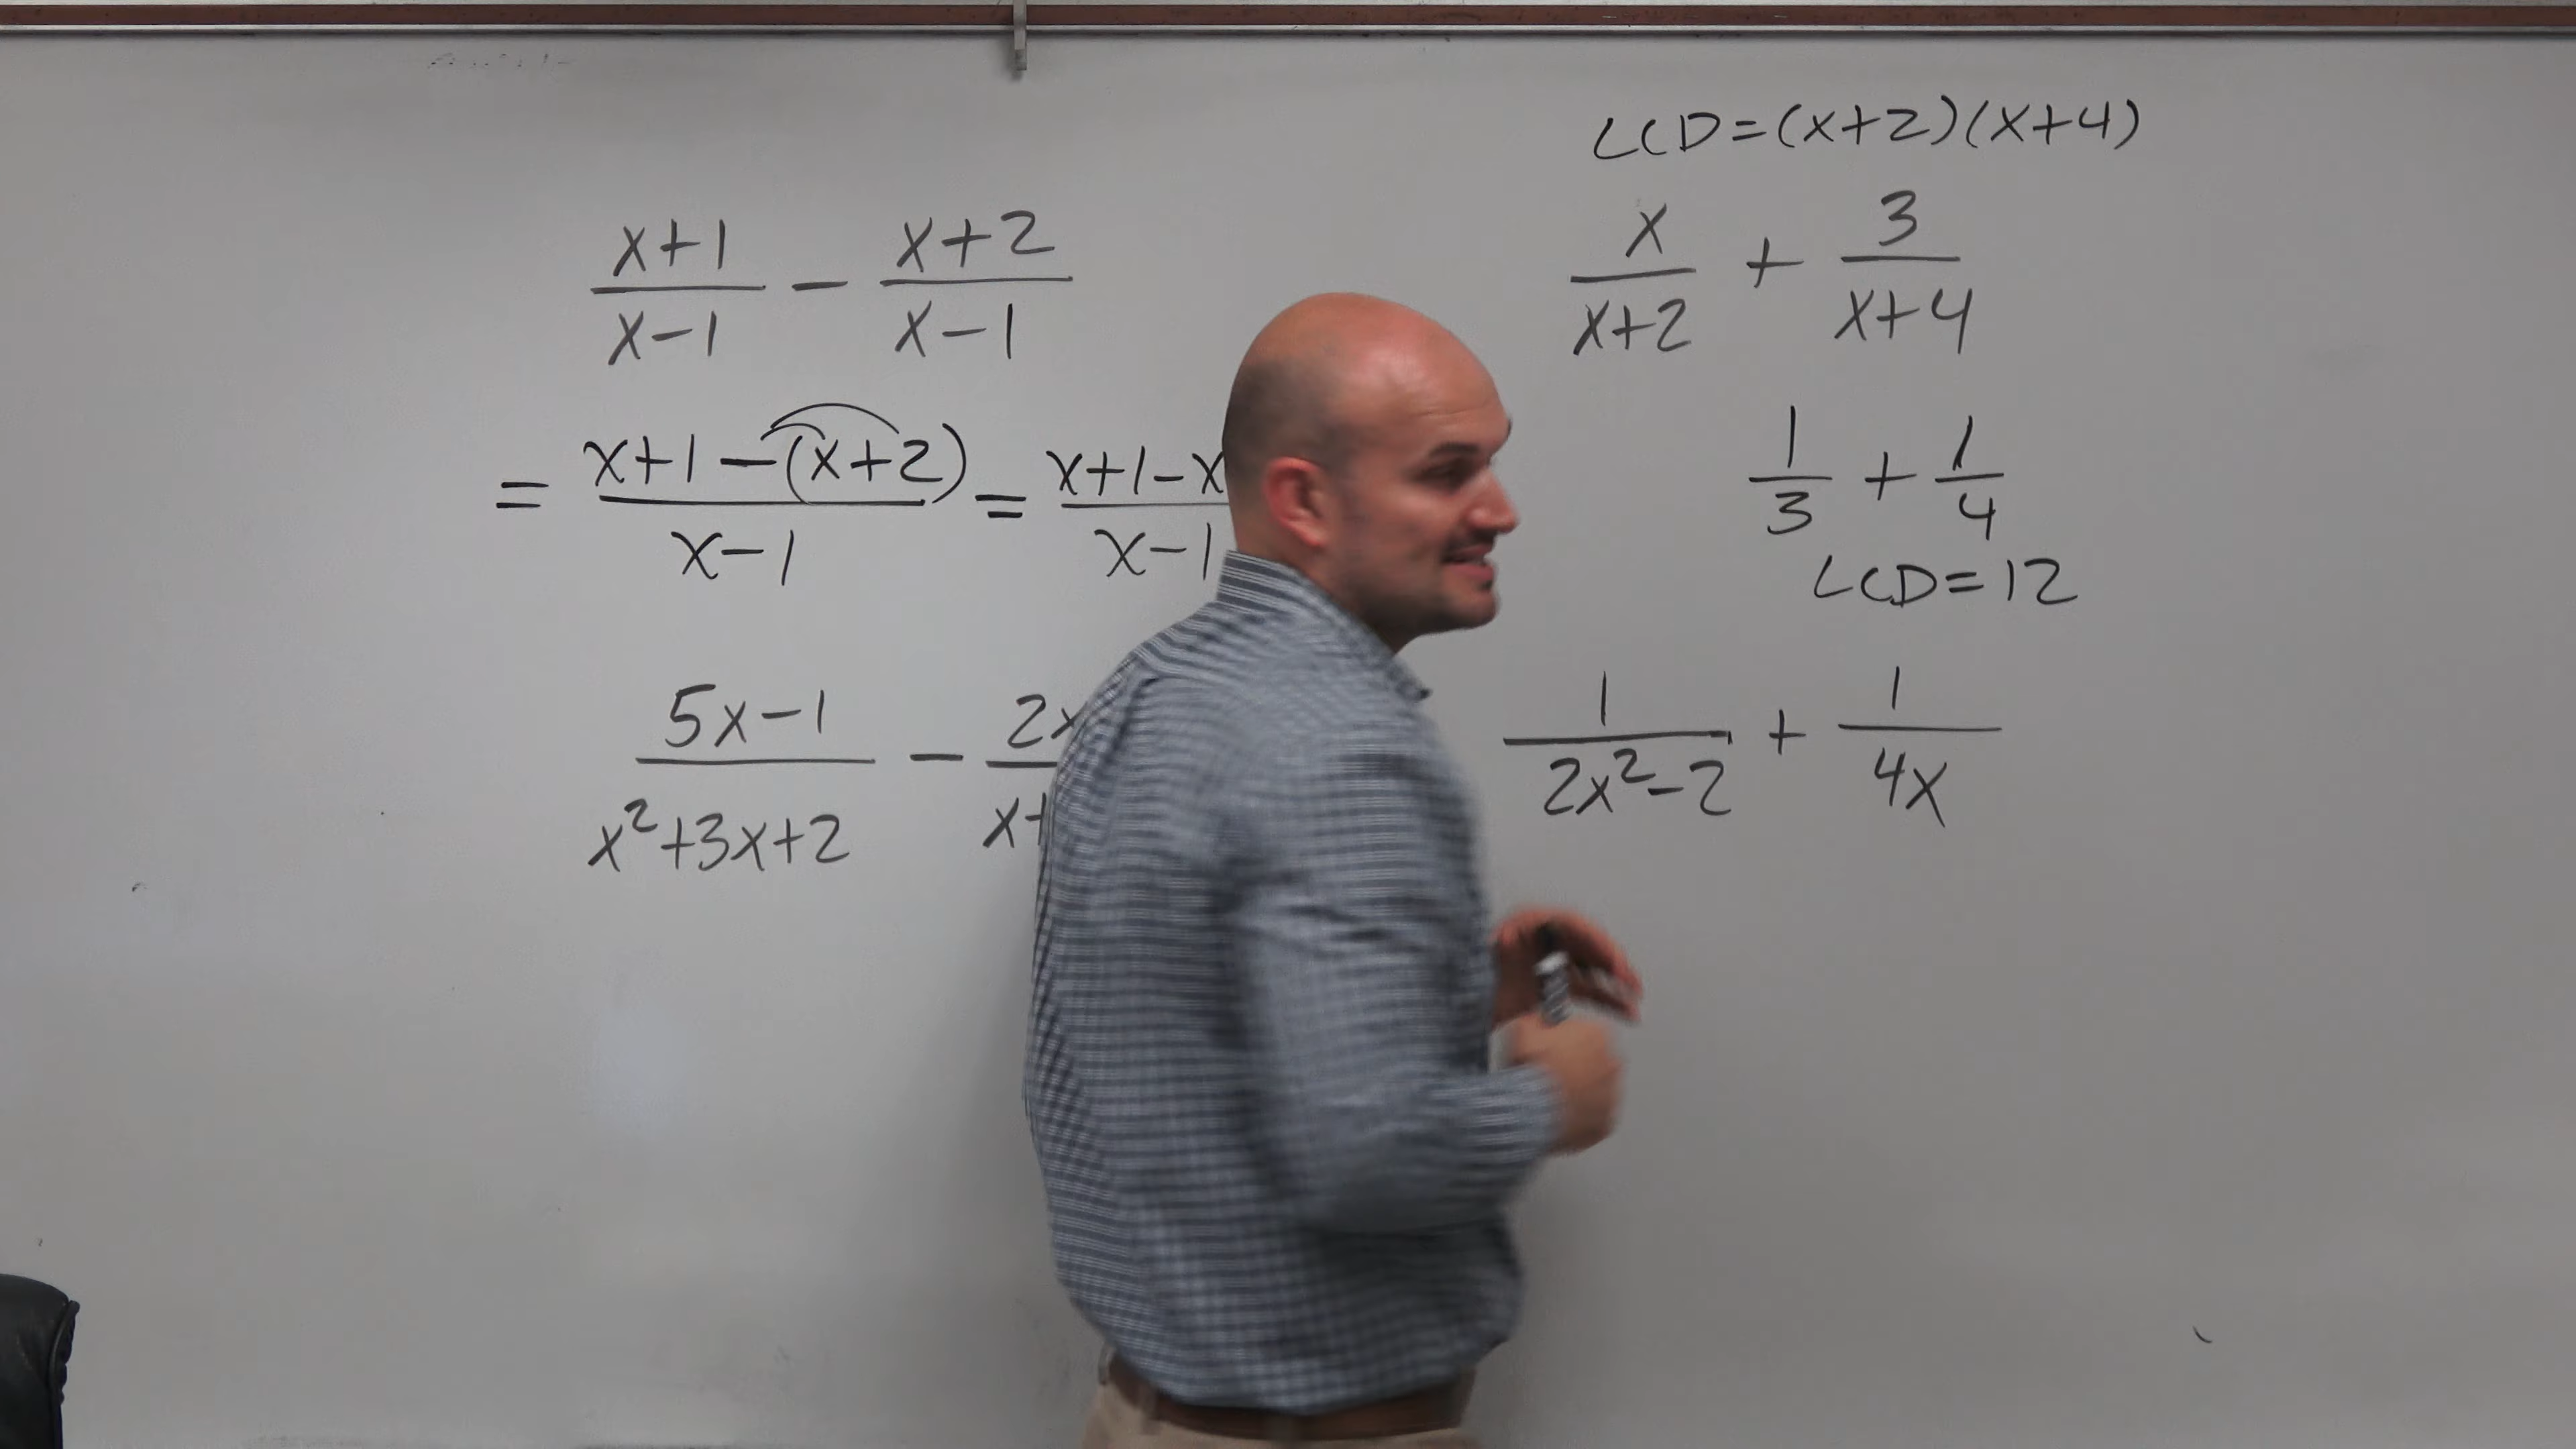 x+1 / x-1 - x+2 / x-1
= x+1-(x+2) / x-1 = x+1-x / x-1
5x-1 / x²+3x+2 - 2x / x+
LCD=(x+2)(x+4)
x / x+2 + 3 / x+4
1/3 + 1/4
LCD=12
1 / 2x²-2 + 1 / 4x